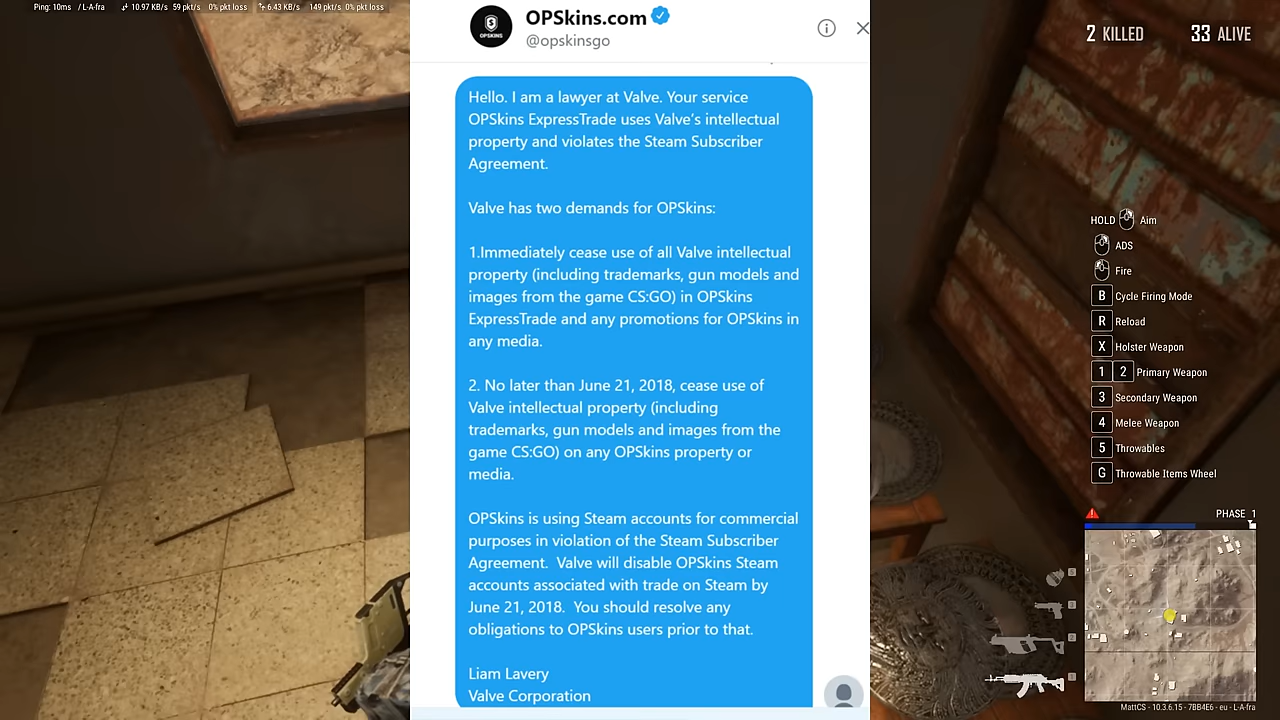 Ping: 10ms / L-A-fra 10.97 KB/s 59 pkt/s 0% pkt loss 6.43 KB/s 149 pkt/s 0% pkt loss
OPSKINS
OPSkins.com
@opskinsgo
2 KILLED 33 ALIVE
Hello. I am a lawyer at Valve. Your service
OPSkins ExpressTrade uses Valve’s intellectual
property and violates the Steam Subscriber
Agreement.
Valve has two demands for OPSkins:
1.Immediately cease use of all Valve intellectual
property (including trademarks, gun models and
images from the game CS:GO) in OPSkins
ExpressTrade and any promotions for OPSkins in
any media.
2. No later than June 21, 2018, cease use of
Valve intellectual property (including
trademarks, gun models and images from the
game CS:GO) on any OPSkins property or
media.
OPSkins is using Steam accounts for commercial
purposes in violation of the Steam Subscriber
Agreement.  Valve will disable OPSkins Steam
accounts associated with trade on Steam by
June 21, 2018.  You should resolve any
obligations to OPSkins users prior to that.
Liam Lavery
Valve Corporation
HOLD Aim
ADS
Fire
B Cycle Firing Mode
R Reload
X Holster Weapon
1 2 Primary Weapon
3 Secondary Weapon
4 Melee Weapon
5 Throwables
G Throwable Items Wheel
PHASE 1
MattCS - 10.3.6.15 - 7BB4E6 - eu - L-A-fra